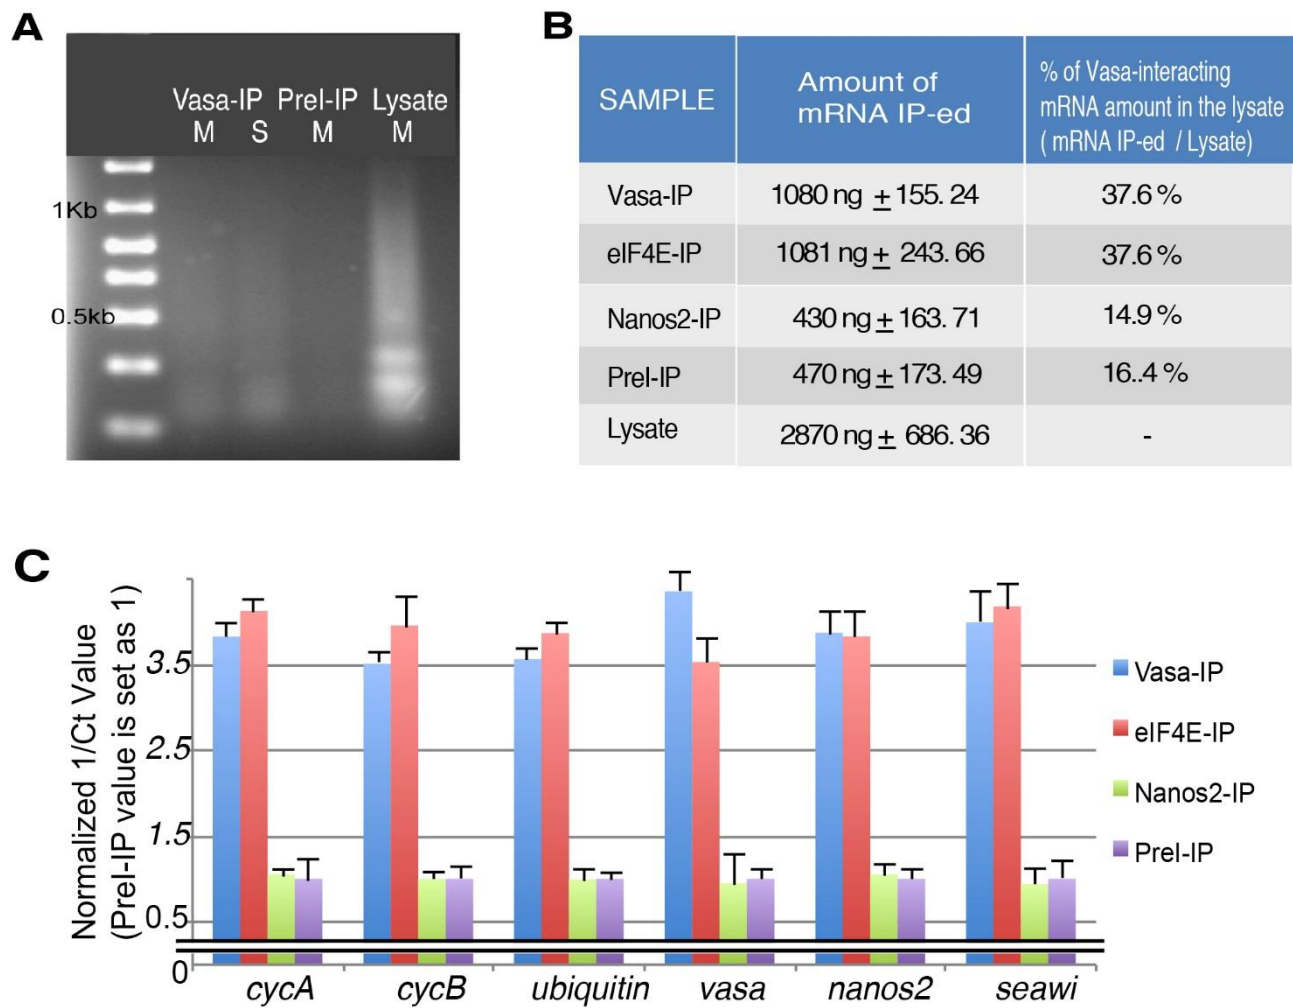 A
Vasa-IP PreI-IP Lysate
M S M M
1Kb
0.5kb
B
SAMPLE
Amount of
mRNA IP-ed
% of Vasa-interacting
mRNA amount in the lysate
( mRNA IP-ed / Lysate)
Vasa-IP 1080 ng ± 155. 24 37.6 %
eIF4E-IP 1081 ng ± 243. 66 37.6 %
Nanos2-IP 430 ng ± 163. 71 14.9 %
PreI-IP 470 ng ± 173. 49 16..4 %
Lysate 2870 ng ± 686. 36 -
C
Normalized 1/Ct Value
(PreI-IP value is set as 1)
3.5
2.5
1.5
0.5
0
cycA cycB ubiquitin vasa nanos2 seawi
Vasa-IP
eIF4E-IP
Nanos2-IP
PreI-IP